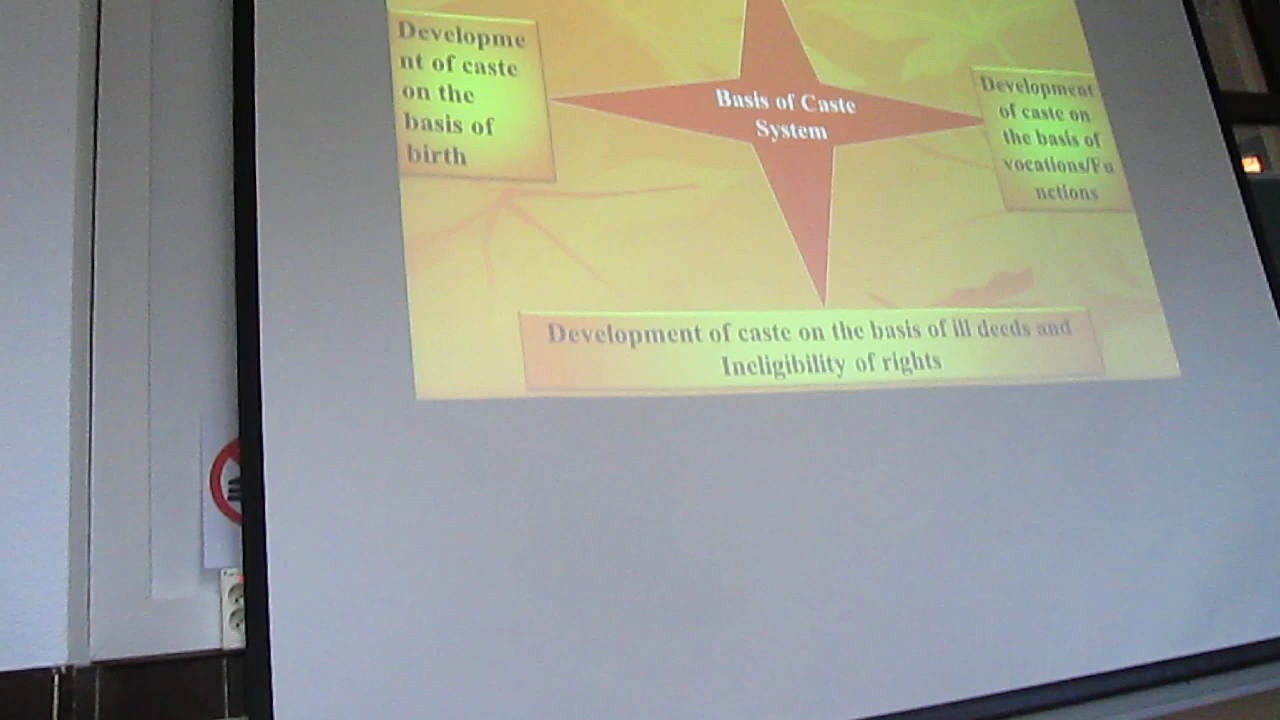 Developme
nt of caste
on the
basis of
birth
Basis of Caste
System
Development
of caste on
the basis of
vocations/Fu
nctions
Development of caste on the basis of ill deeds and
Ineligibility of rights